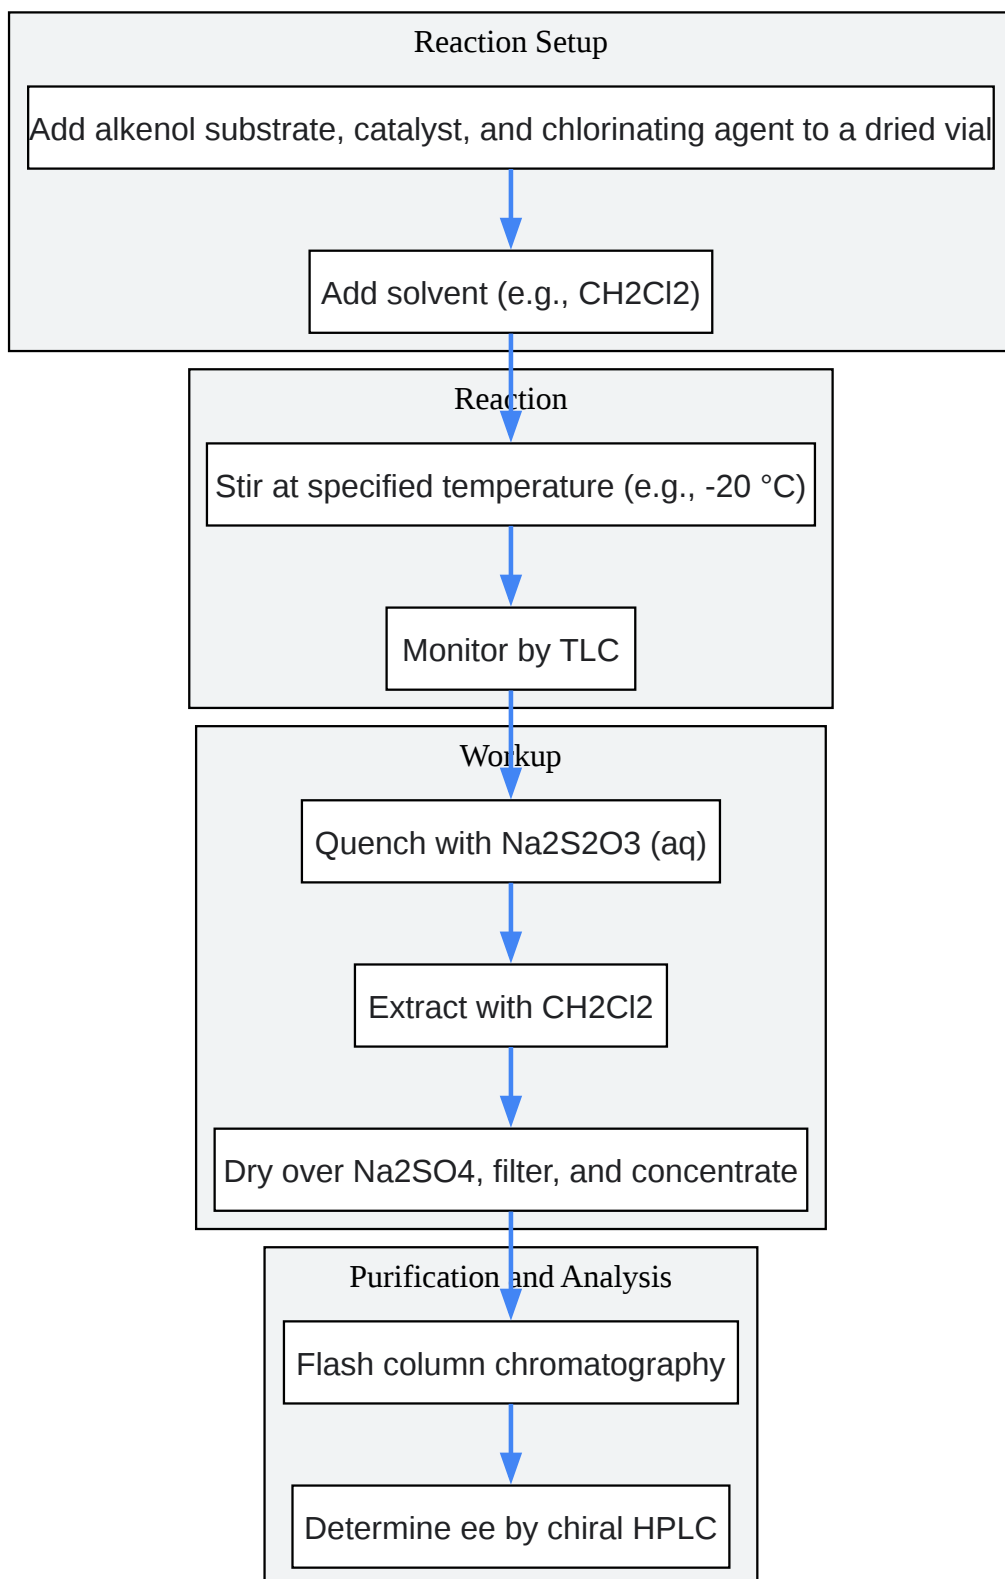 Reaction Setup
Add alkenol substrate, catalyst, and chlorinating agent to a dried vial
Add solvent (e.g., CH2Cl2)
Reaction
Stir at specified temperature (e.g., -20 °C)
Monitor by TLC
Workup
Quench with Na2S2O3 (aq)
Extract with CH2Cl2
Dry over Na2SO4, filter, and concentrate
Purification and Analysis
Flash column chromatography
Determine ee by chiral HPLC